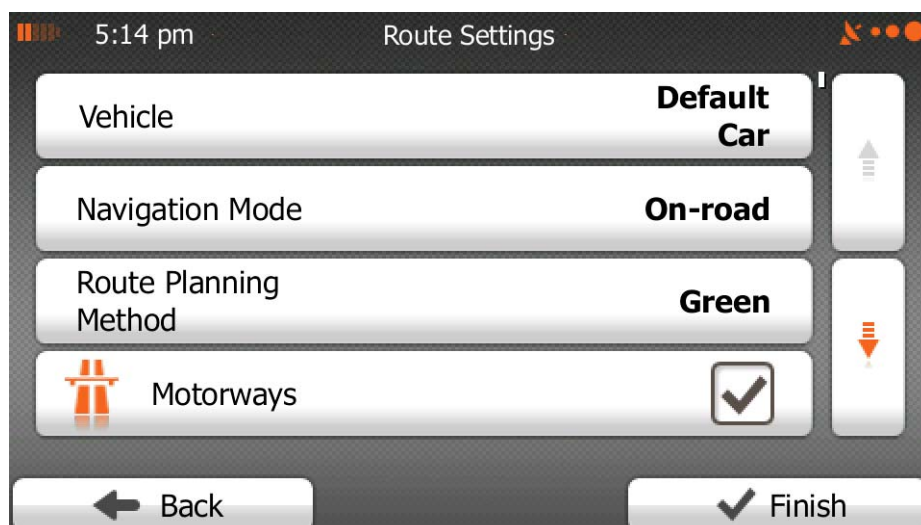 5:14 pm
Route Settings
Vehicle
Default
Car
Navigation Mode
On-road
Route Planning
Method
Green
Motorways
Back
Finish